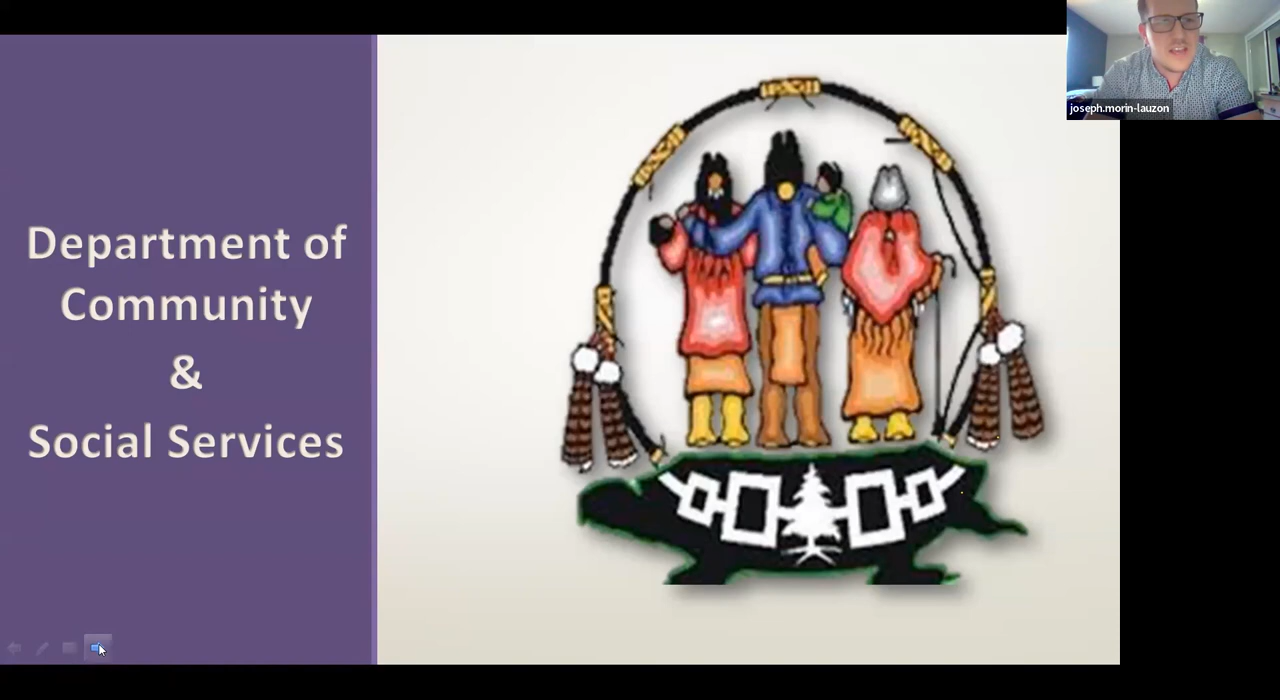 joseph.morin-lauzon
Department of
Community
&
Social Services